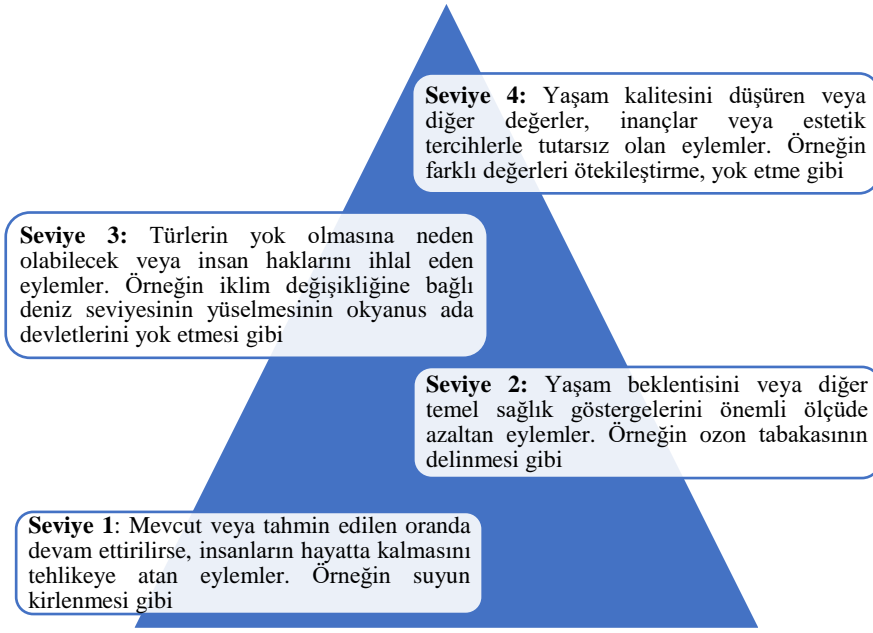 Seviye 4: Yaşam kalitesini düşüren veya
diğer değerler, inançlar veya estetik
tercihlerle tutarsız olan eylemler. Örneğin
farklı değerleri ötekileştirme, yok etme gibi
Seviye 3: Türlerin yok olmasına neden
olabilecek veya insan haklarını ihlal eden
eylemler. Örneğin iklim değişikliğine bağlı
deniz seviyesinin yüselmesinin okyanus ada
devletlerini yok etmesi gibi
Seviye 2: Yaşam beklentisini veya diğer
temel sağlık göstergelerini önemli ölçüde
azaltan eylemler. Örneğin ozon tabakasının
delinmesi gibi
Seviye 1: Mevcut veya tahmin edilen oranda
devam ettirilirse, insanların hayatta kalmasını
tehlikeye atan eylemler. Örneğin suyun
kirlenmesi gibi